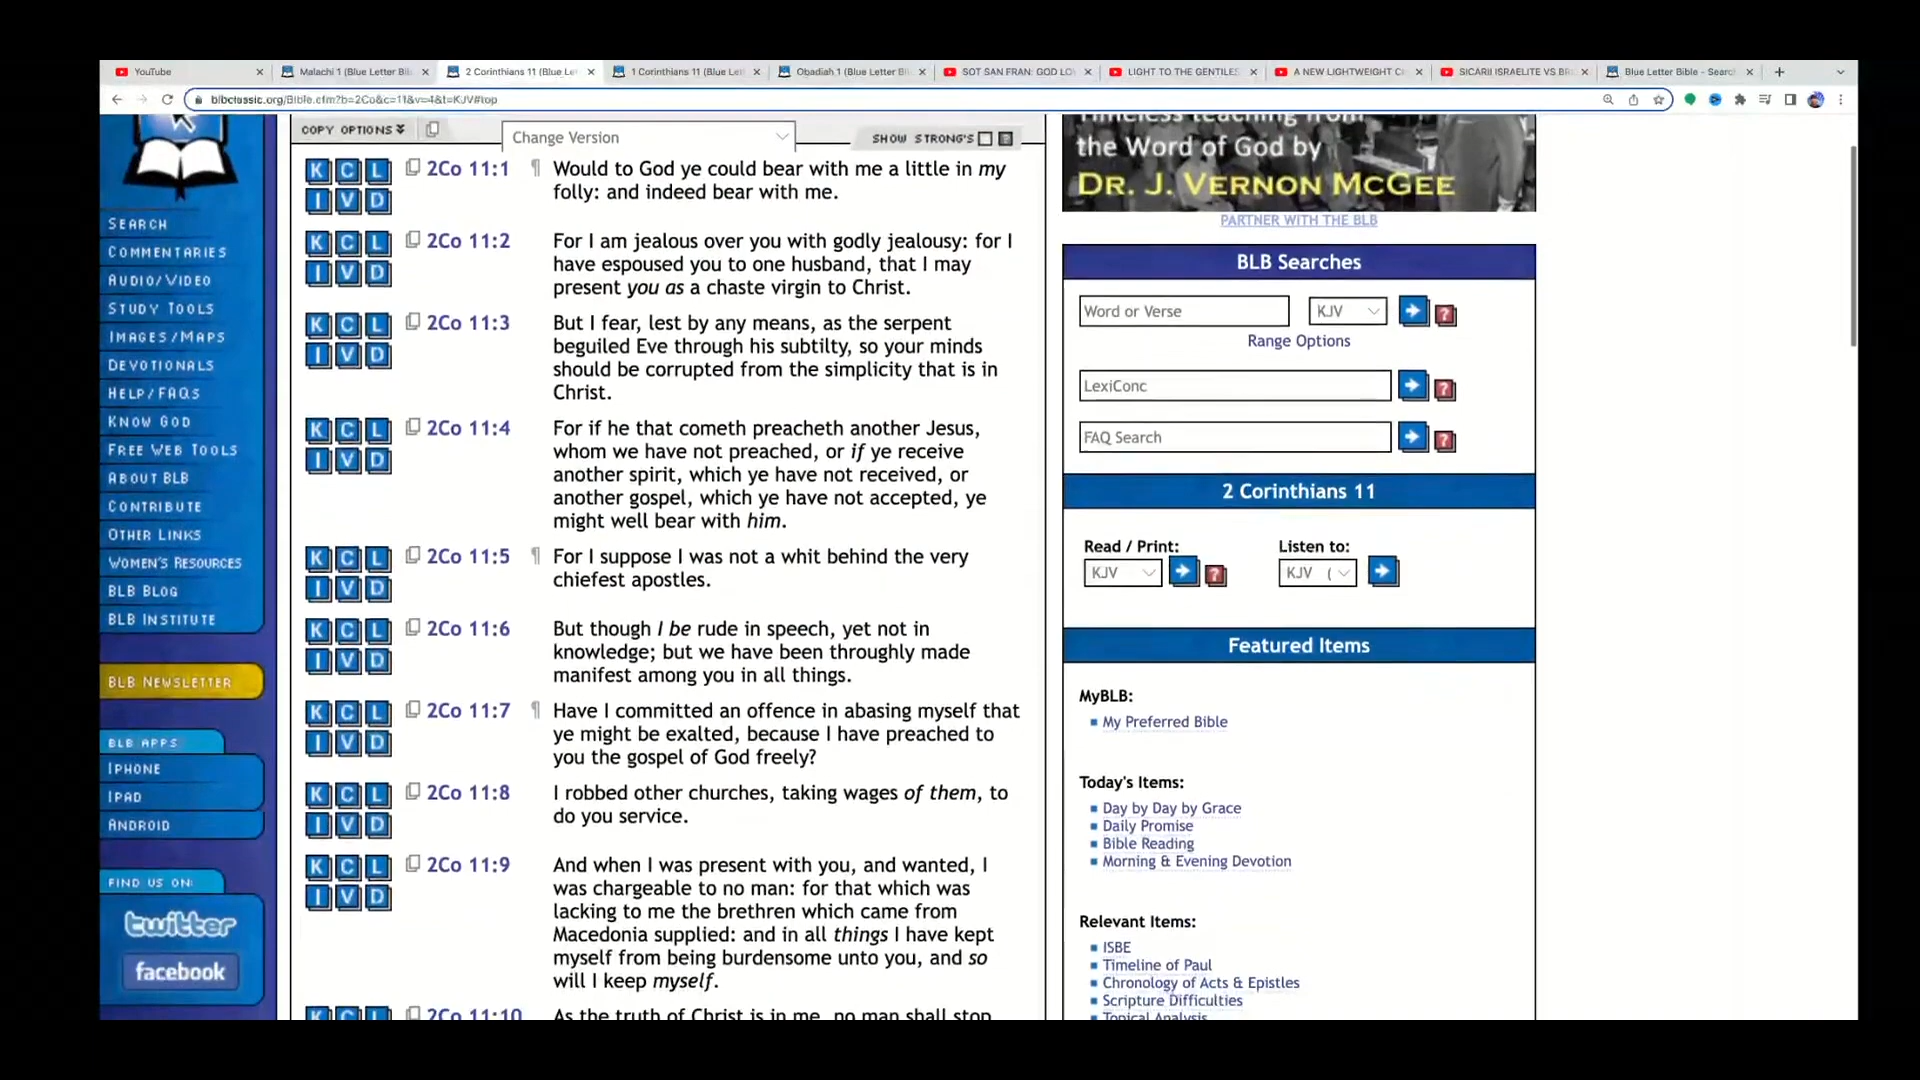 YouTube
Malachi 1 (Blue Letter Bi
2 Corinthians 11 (Blue Le
1 Corinthians 11 (Blue Let
Obadiah 1 (Blue Letter Bi
SOT SAN FRAN: GOD LO
LIGHT TO THE GENTILES
A NEW LIGHTWEIGHT C
SICARII ISRAELITE VS BR
Blue Letter Bible - Searc
COPY OPTIONS
Change Version
SHOW STRONG'S
SEARCH
COMMENTARIES
AUDIO/VIDEO
STUDY TOOLS
IMAGES/MAPS
DEVOTIONALS
HELP/FAQS
KNOW GOD
FREE WEB TOOLS
ABOUT BLB
CONTRIBUTE
OTHER LINKS
WOMEN'S RESOURCES
BLB BLOG
BLB INSTITUTE
BLB NEWSLETTER
BLB APPS
IPHONE
IPAD
ANDROID
FIND US ON:
twitter
facebook
K C L
I V D
2Co 11:1 ¶ Would to God ye could bear with me a little in my
folly: and indeed bear with me.
K C L
I V D
2Co 11:2 For I am jealous over you with godly jealousy: for I
have espoused you to one husband, that I may
present you as a chaste virgin to Christ.
K C L
I V D
2Co 11:3 But I fear, lest by any means, as the serpent
beguiled Eve through his subtilty, so your minds
should be corrupted from the simplicity that is in
Christ.
K C L
I V D
2Co 11:4 For if he that cometh preacheth another Jesus,
whom we have not preached, or if ye receive
another spirit, which ye have not received, or
another gospel, which ye have not accepted, ye
might well bear with him.
K C L
I V D
2Co 11:5 ¶ For I suppose I was not a whit behind the very
chiefest apostles.
K C L
I V D
2Co 11:6 But though I be rude in speech, yet not in
knowledge; but we have been throughly made
manifest among you in all things.
K C L
I V D
2Co 11:7 ¶ Have I committed an offence in abasing myself that
ye might be exalted, because I have preached to
you the gospel of God freely?
K C L
I V D
2Co 11:8 I robbed other churches, taking wages of them, to
do you service.
K C L
I V D
2Co 11:9 And when I was present with you, and wanted, I
was chargeable to no man: for that which was
lacking to me the brethren which came from
Macedonia supplied: and in all things I have kept
myself from being burdensome unto you, and so
will I keep myself.
K C L
2Co 11:10 As the truth of Christ is in me, no man shall stop
Timeless teaching from
the Word of God by
DR. J. VERNON MCGEE
PARTNER WITH THE BLB
BLB Searches
Word or Verse
KJV
?
Range Options
LexiConc
?
FAQ Search
?
2 Corinthians 11
Read / Print:
Listen to:
KJV
?
KJV (
Featured Items
MyBLB:
My Preferred Bible
Today's Items:
Day by Day by Grace
Daily Promise
Bible Reading
Morning & Evening Devotion
Relevant Items:
ISBE
Timeline of Paul
Chronology of Acts & Epistles
Scripture Difficulties
Topical Analysis